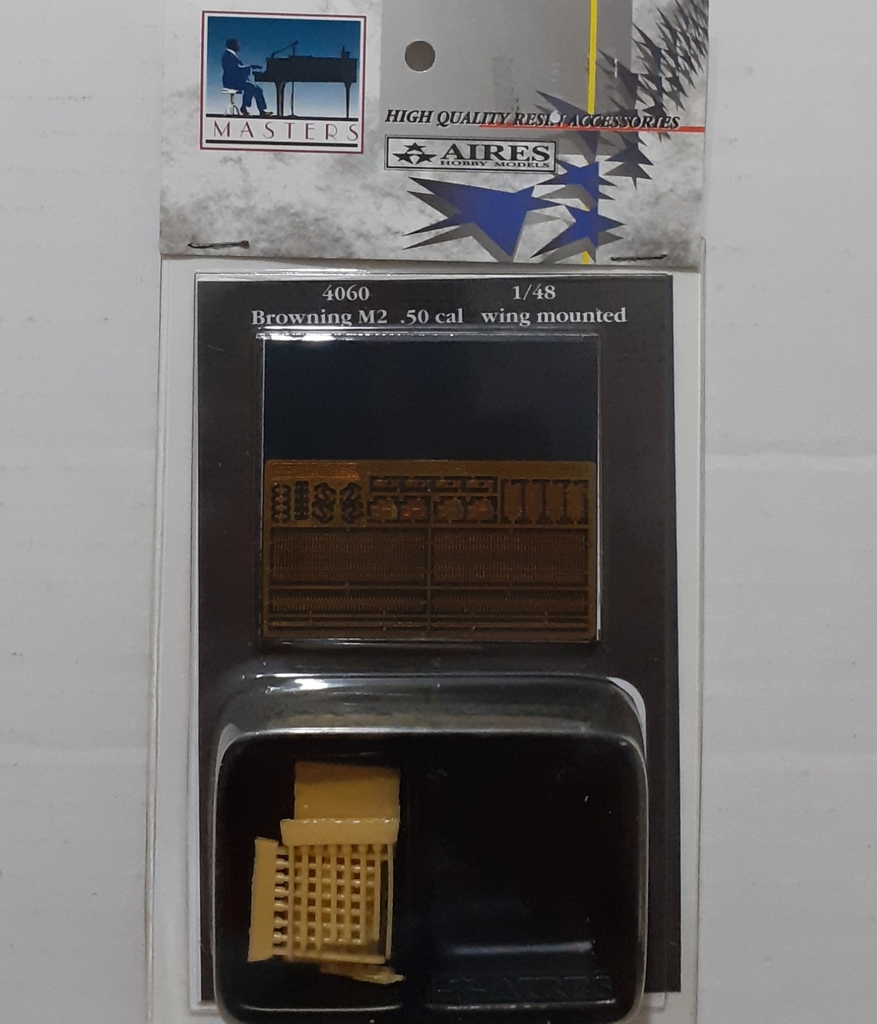 MASTERS
HIGH QUALITY RESIN ACCESSORIES
AIRES
HOBBY MODELS
4060 1/48
Browning M2 .50 cal wing mounted
AIRES